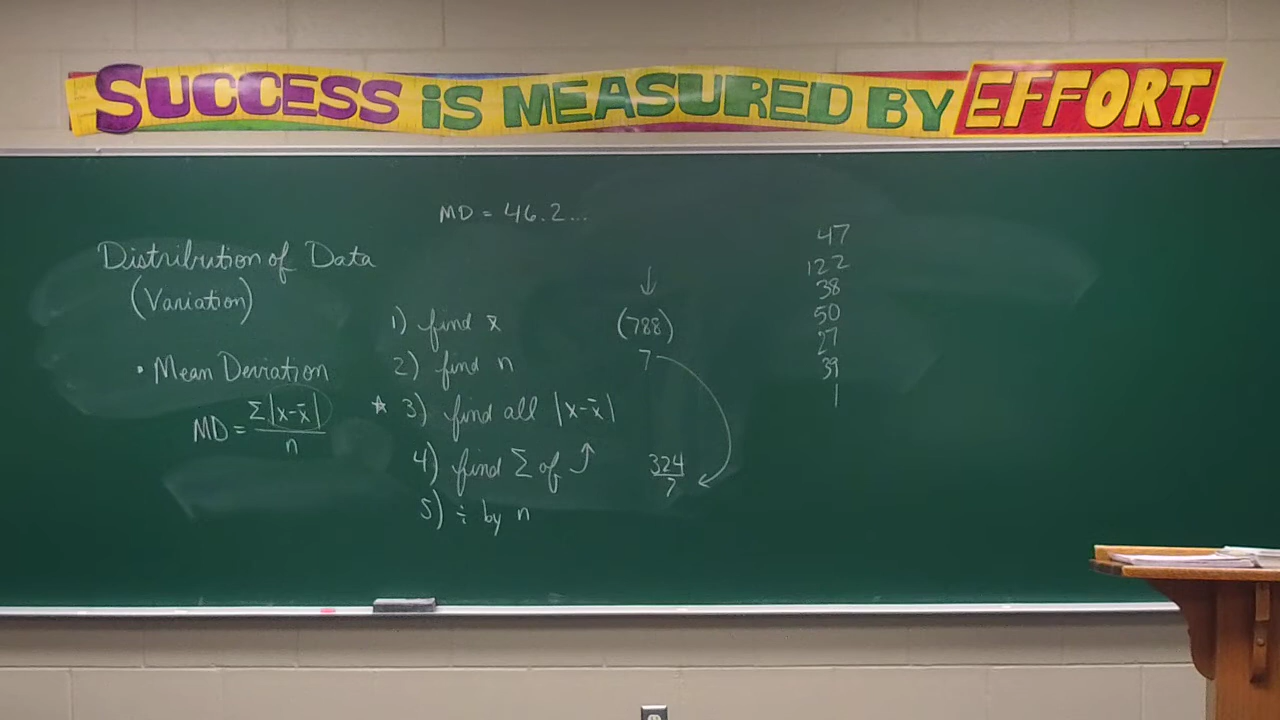 SUCCESS IS MEASURED BY EFFORT.
MD = 46.2...
Distribution of Data
(Variation)
• Mean Deviation
MD = Σ|x-x̄| / n
1) find x̄ (788)
2) find n 7
★ 3) find all |x-x̄|
4) find Σ of ⤴ 324/7
5) ÷ by n
↓
47
122
38
50
27
39
1